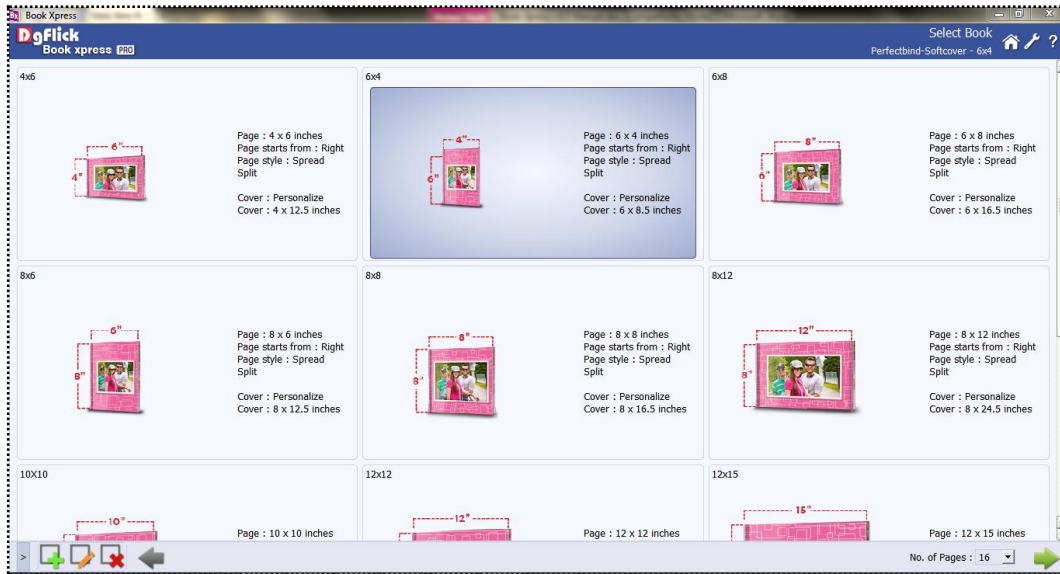 Book Xpress
DgFlick
Book xpress PRO
Select Book
Perfectbind-Softcover - 6x4
?
4x6
6"
4"
Page : 4 x 6 inches
Page starts from : Right
Page style : Spread
Split
Cover : Personalize
Cover : 4 x 12.5 inches
6x4
4"
6"
Page : 6 x 4 inches
Page starts from : Right
Page style : Spread
Split
Cover : Personalize
Cover : 6 x 8.5 inches
6x8
8"
6"
Page : 6 x 8 inches
Page starts from : Right
Page style : Spread
Split
Cover : Personalize
Cover : 6 x 16.5 inches
8x6
6"
8"
Page : 8 x 6 inches
Page starts from : Right
Page style : Spread
Split
Cover : Personalize
Cover : 8 x 12.5 inches
8x8
8"
8"
Page : 8 x 8 inches
Page starts from : Right
Page style : Spread
Split
Cover : Personalize
Cover : 8 x 16.5 inches
8x12
12"
8"
Page : 8 x 12 inches
Page starts from : Right
Page style : Spread
Split
Cover : Personalize
Cover : 8 x 24.5 inches
10X10
10"
Page : 10 x 10 inches
12x12
12"
Page : 12 x 12 inches
12x15
15"
Page : 12 x 15 inches
>
No. of Pages : 16